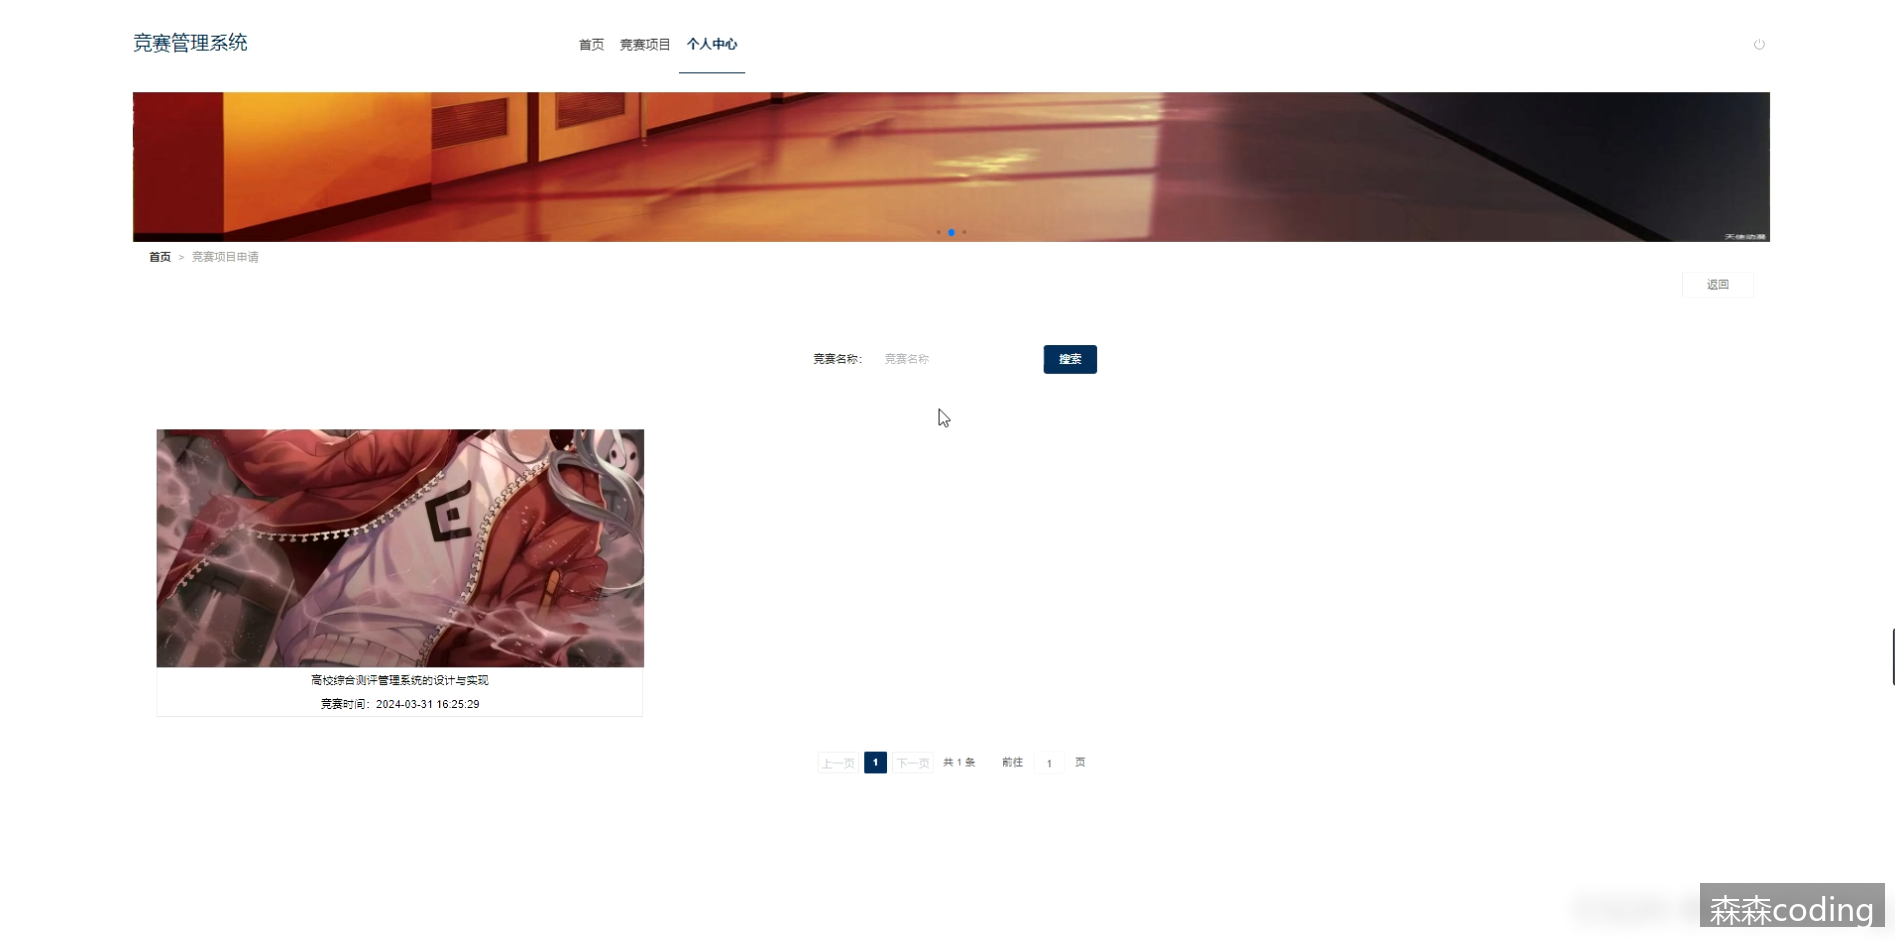 竞赛管理系统
首页 竞赛项目 个人中心
天使动漫
首页 > 竞赛项目申请
返回
竞赛名称： 竞赛名称 搜索
高校综合测评管理系统的设计与实现
竞赛时间：2024-03-31 16:25:29
上一页 1 下一页 共 1 条 前往 1 页
森森coding